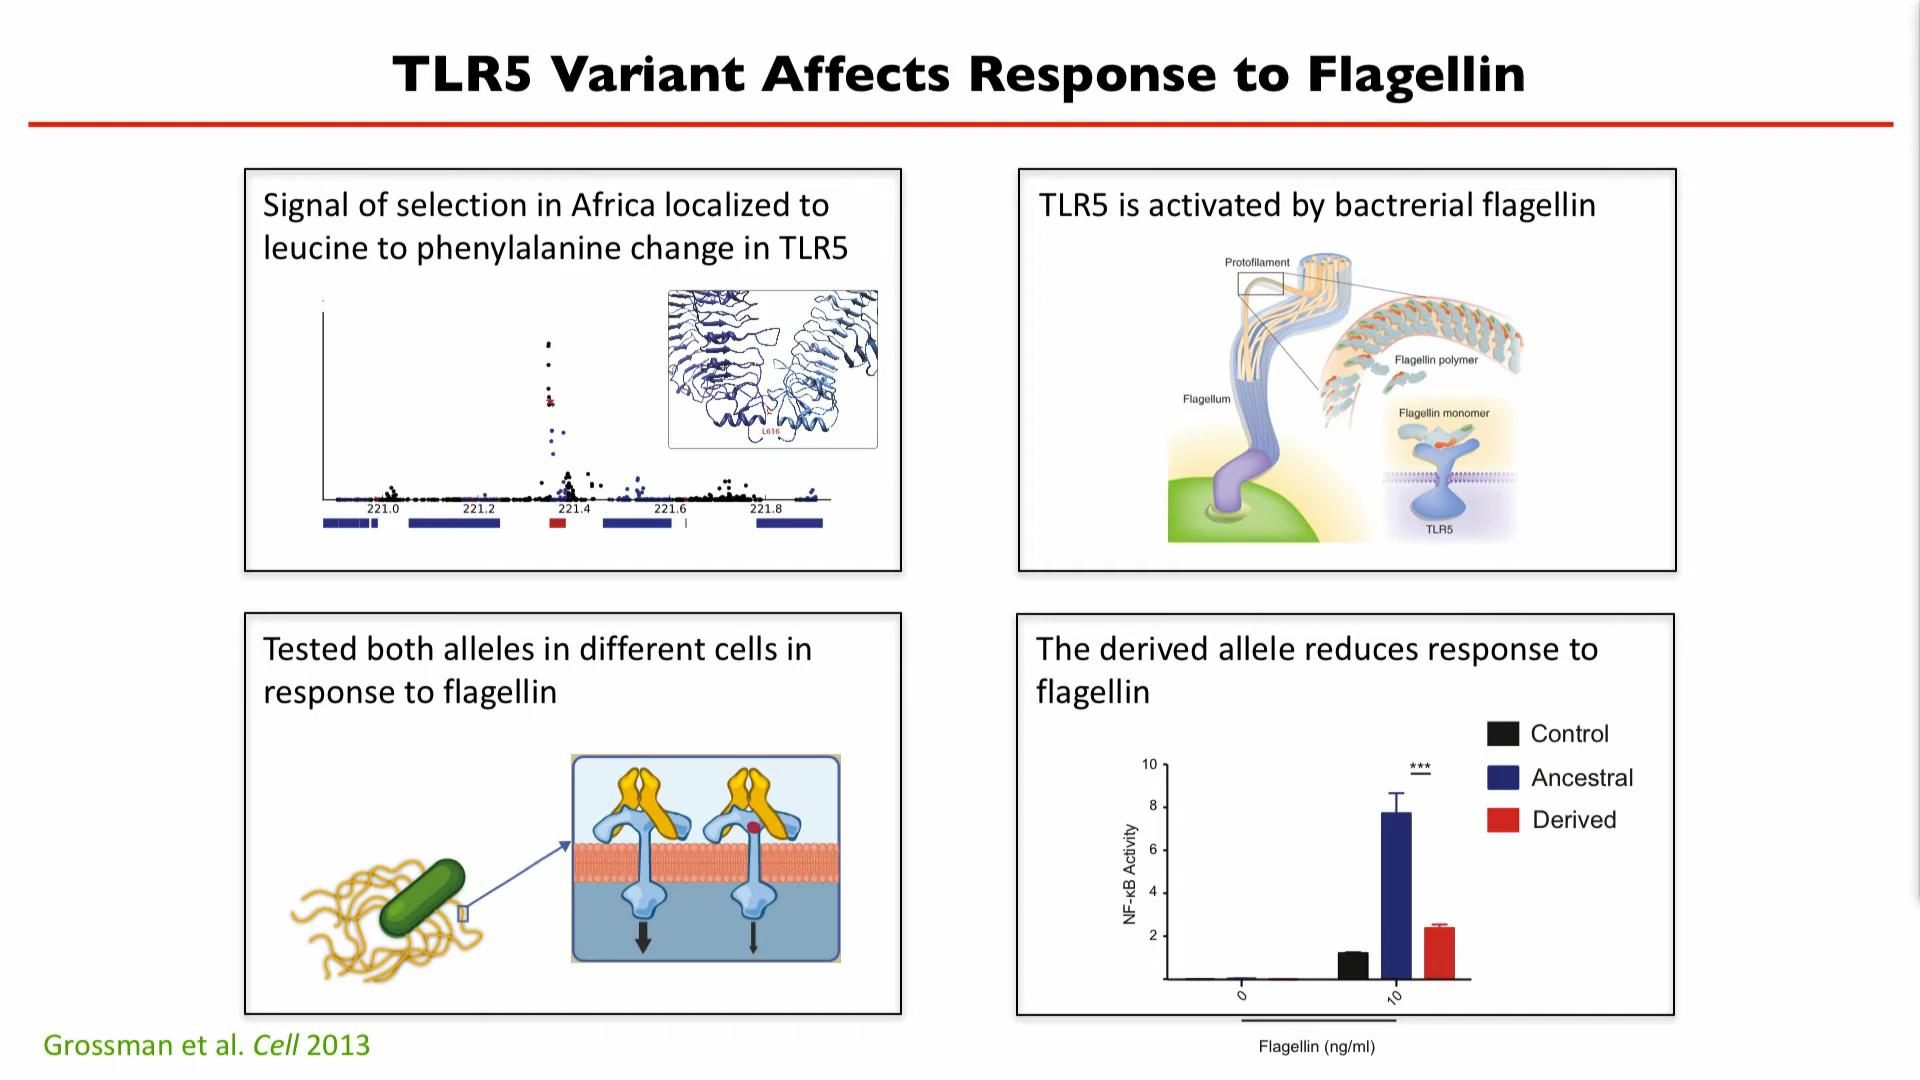 TLR5 Variant Affects Response to Flagellin
Signal of selection in Africa localized to
leucine to phenylalanine change in TLR5
L616
221.0 221.2 221.4 221.6 221.8
TLR5 is activated by bactrerial flagellin
Protofilament
Flagellin polymer
Flagellum
Flagellin monomer
TLR5
Tested both alleles in different cells in
response to flagellin
The derived allele reduces response to
flagellin
Control
Ancestral
Derived
***
NF-κB Activity
10
8
6
4
2
0 10
Flagellin (ng/ml)
Grossman et al. Cell 2013